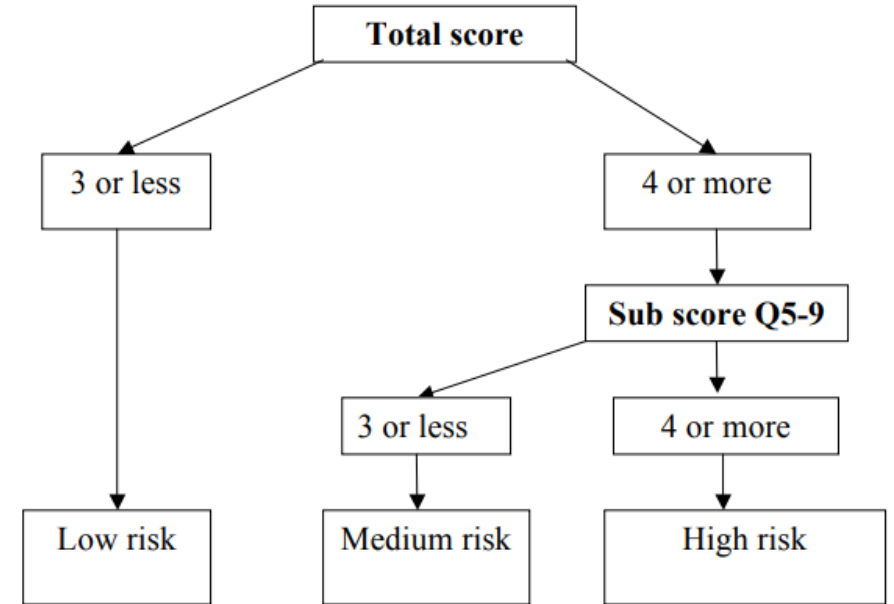 Total score
3 or less
4 or more
Sub score Q5-9
3 or less
4 or more
Low risk
Medium risk
High risk